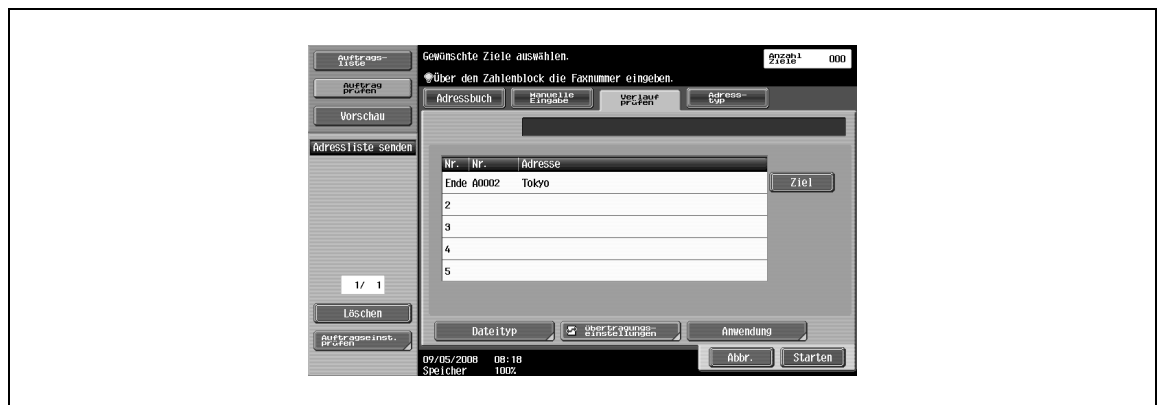 Auftrags-
liste
Auftrag
prüfen
Vorschau
Adressliste senden
1/ 1
Löschen
Auftragseinst.
prüfen
Gewünschte Ziele auswählen.
Anzahl
Ziele 000
Über den Zahlenblock die Faxnummer eingeben.
Adressbuch
Manuelle
Eingabe
Verlauf
prüfen
Adress-
typ
Nr. Nr. Adresse
Ende A0002 Tokyo
2
3
4
5
Ziel
Dateityp
Übertragungs-
einstellungen
Anwendung
09/05/2008 08:18
Speicher 100%
Abbr.
Starten